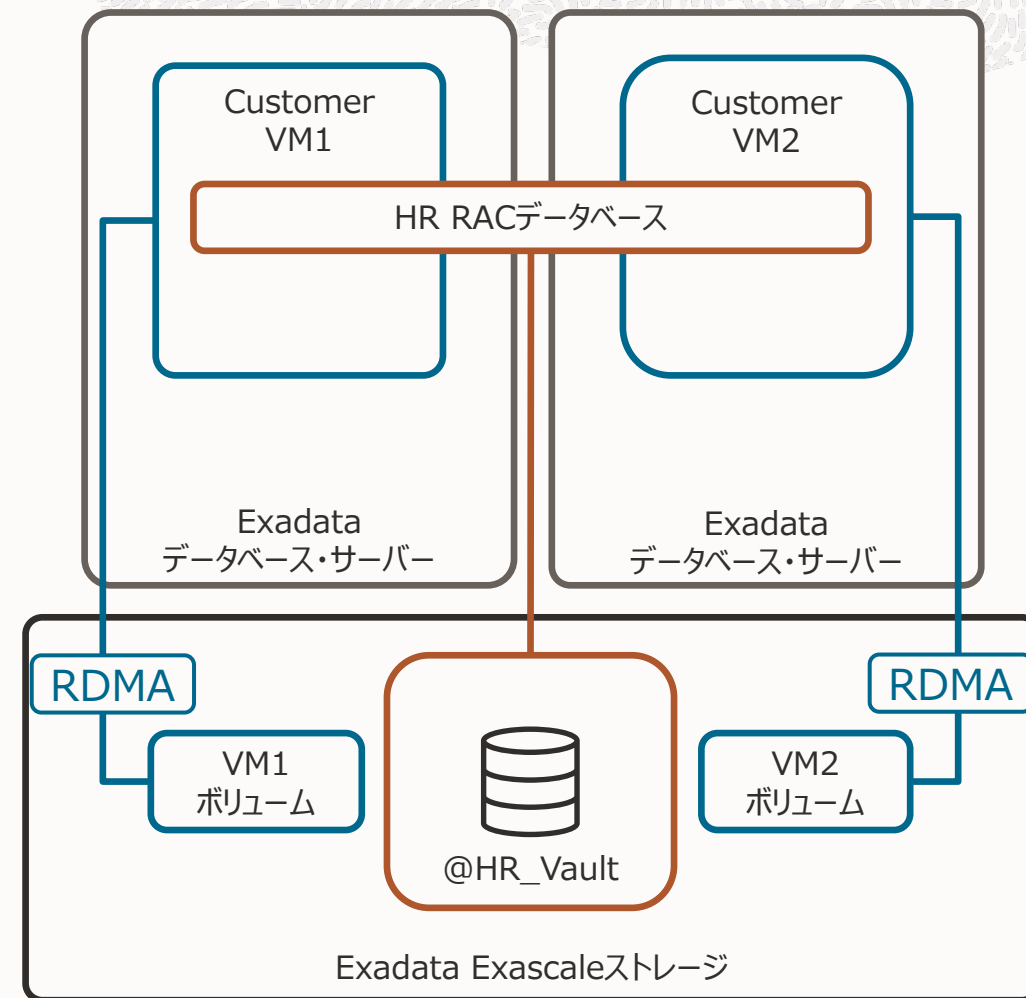 Customer
VM1
Customer
VM2
HR RACデータベース
Exadata
データベース・サーバー
Exadata
データベース・サーバー
RDMA
RDMA
VM1
ボリューム
VM2
ボリューム
@HR_Vault
Exadata Exascaleストレージ